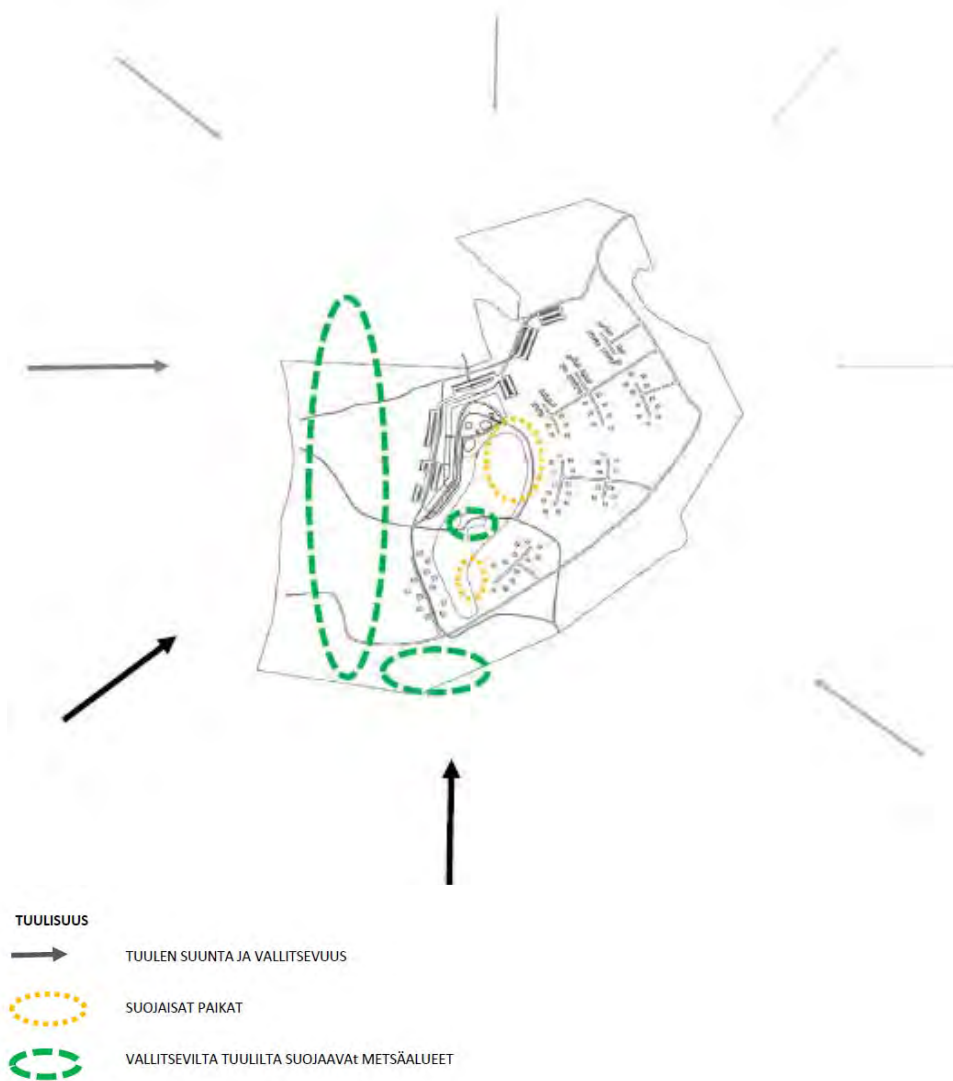 TUULISUUS
TUULEN SUUNTA JA VALLITSEVUUS
SUOJAISAT PAIKAT
VALLITSEVILTA TUULILTA SUOJAAVAt METSÄALUEET